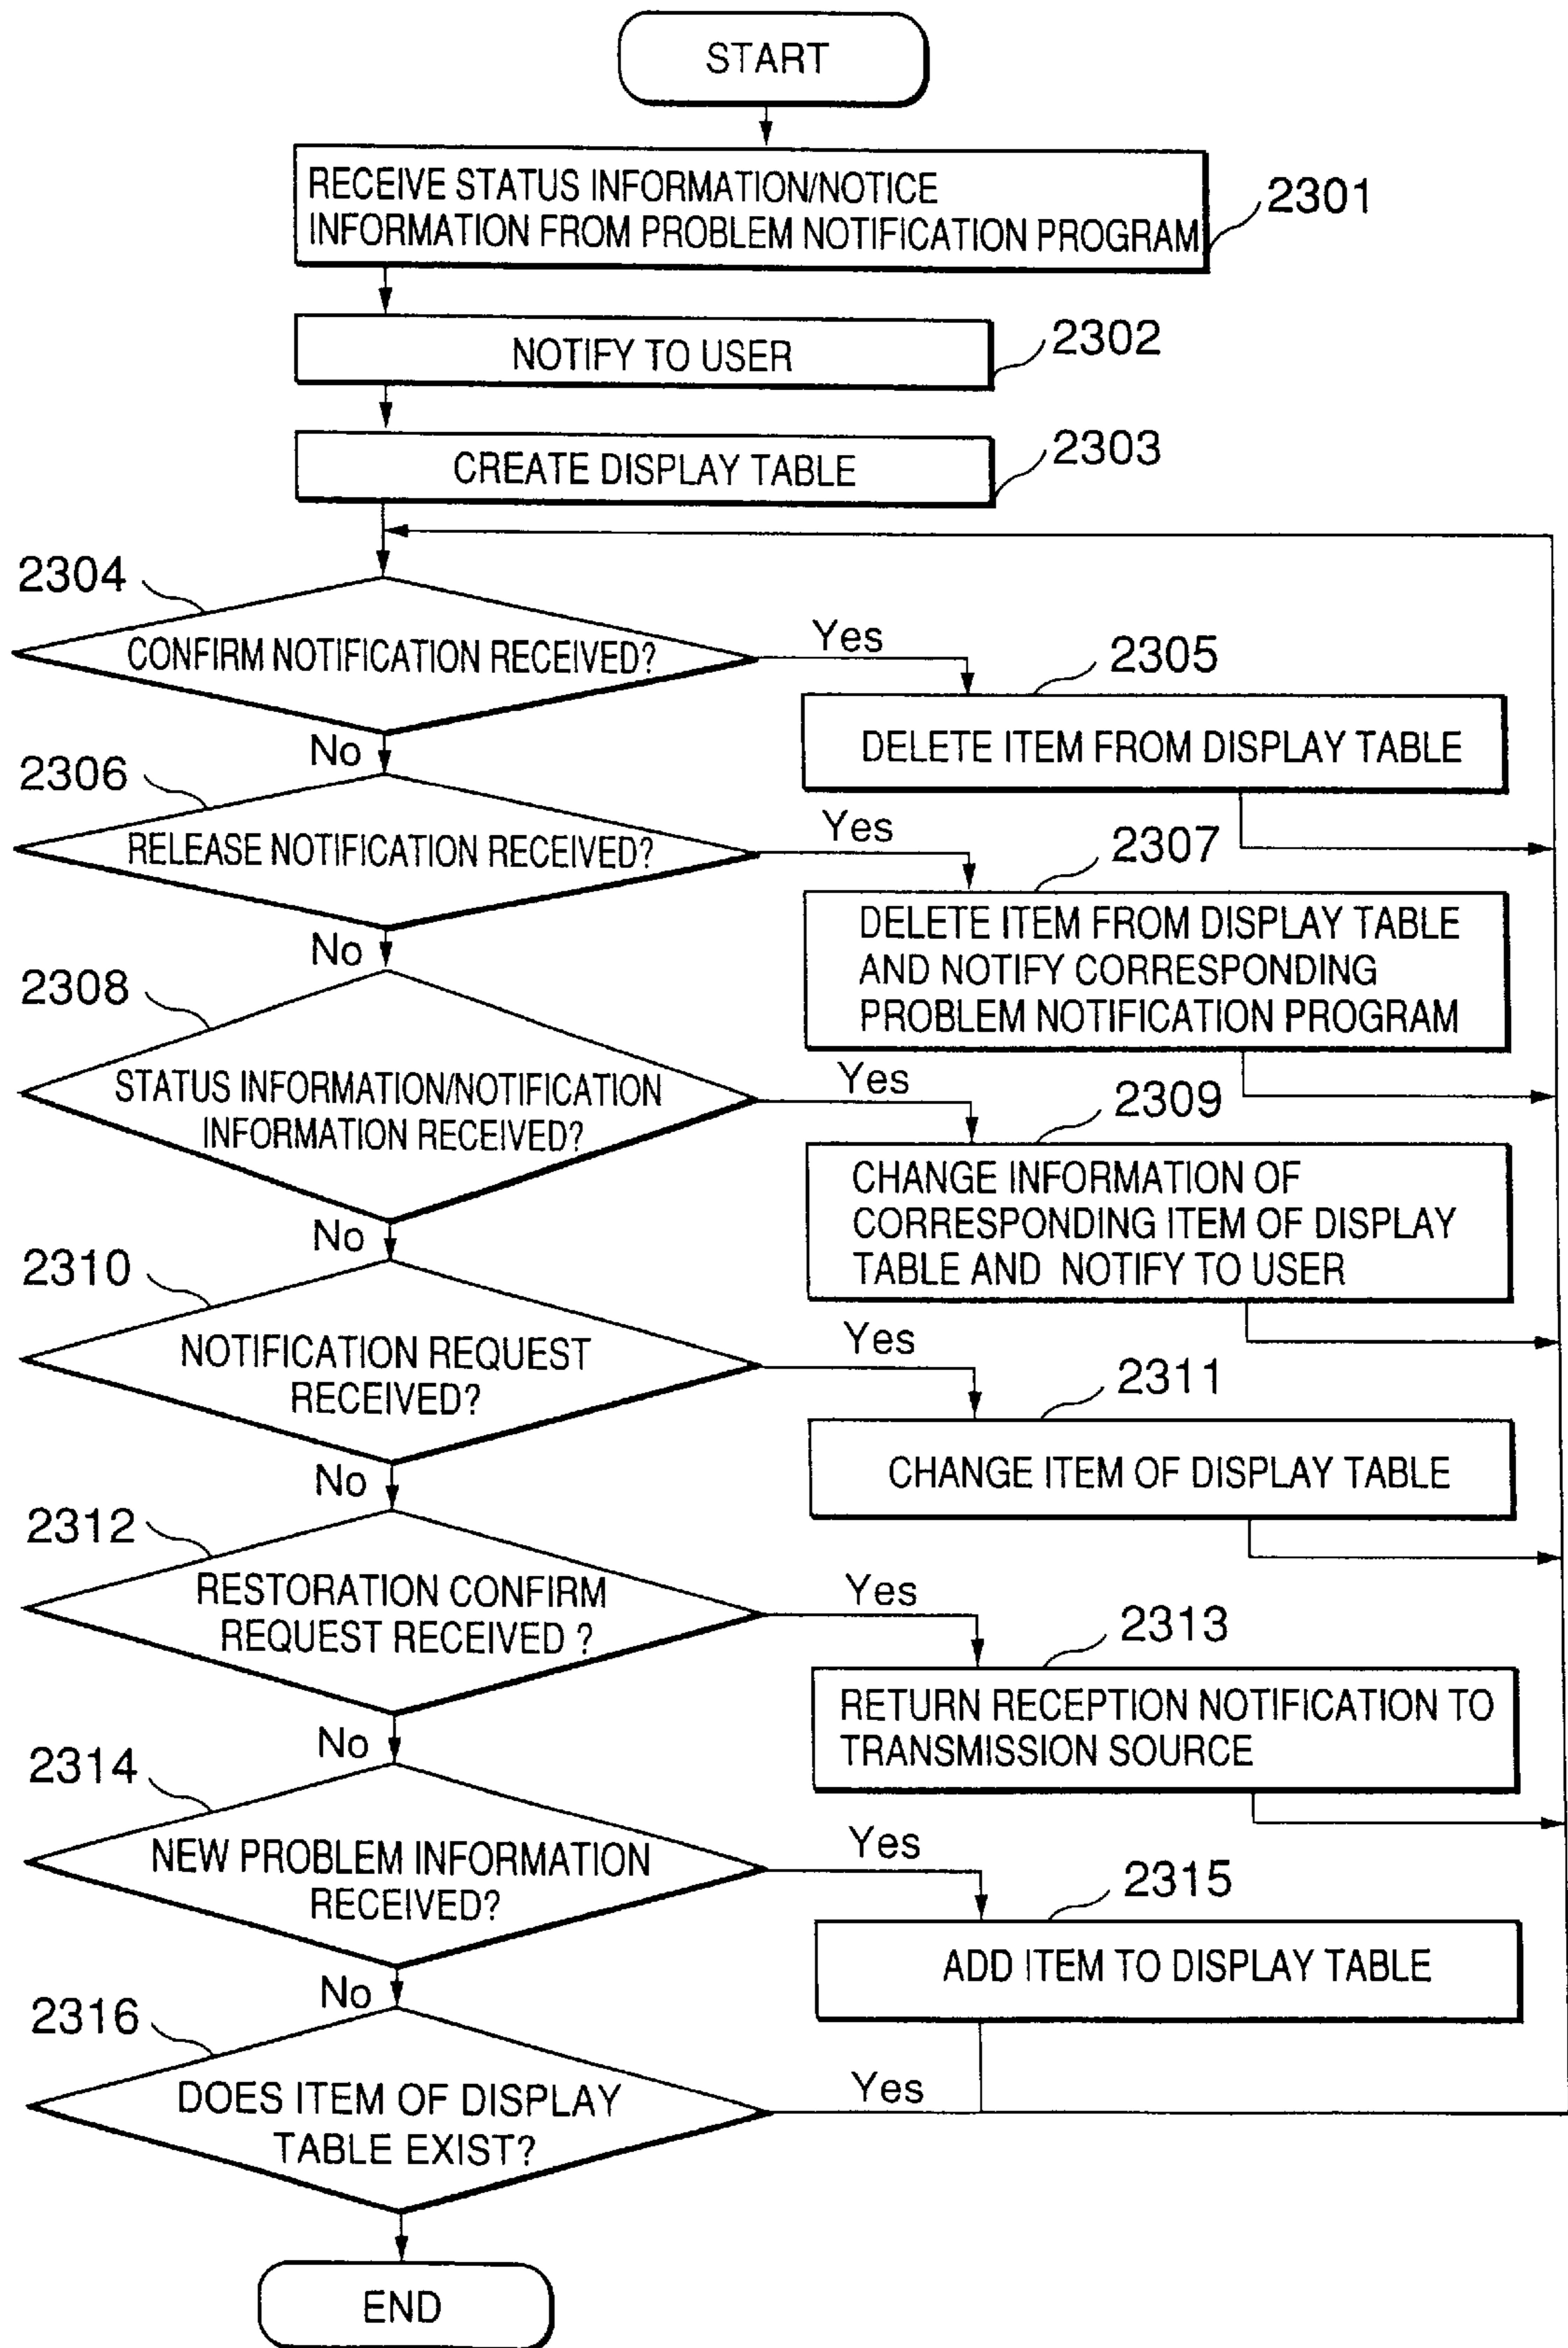 START
RECEIVE STATUS INFORMATION/NOTICE
INFORMATION FROM PROBLEM NOTIFICATION PROGRAM
2301
NOTIFY TO USER
2302
CREATE DISPLAY TABLE
2303
2304
CONFIRM NOTIFICATION RECEIVED?
Yes
2305
DELETE ITEM FROM DISPLAY TABLE
No
2306
RELEASE NOTIFICATION RECEIVED?
Yes
2307
DELETE ITEM FROM DISPLAY TABLE
AND NOTIFY CORRESPONDING
PROBLEM NOTIFICATION PROGRAM
No
2308
STATUS INFORMATION/NOTIFICATION
INFORMATION RECEIVED?
Yes
2309
CHANGE INFORMATION OF
CORRESPONDING ITEM OF DISPLAY
TABLE AND NOTIFY TO USER
No
2310
NOTIFICATION REQUEST
RECEIVED?
Yes
2311
CHANGE ITEM OF DISPLAY TABLE
No
2312
RESTORATION CONFIRM
REQUEST RECEIVED ?
Yes
2313
RETURN RECEPTION NOTIFICATION TO
TRANSMISSION SOURCE
No
2314
NEW PROBLEM INFORMATION
RECEIVED?
Yes
2315
ADD ITEM TO DISPLAY TABLE
No
2316
DOES ITEM OF DISPLAY
TABLE EXIST?
Yes
END